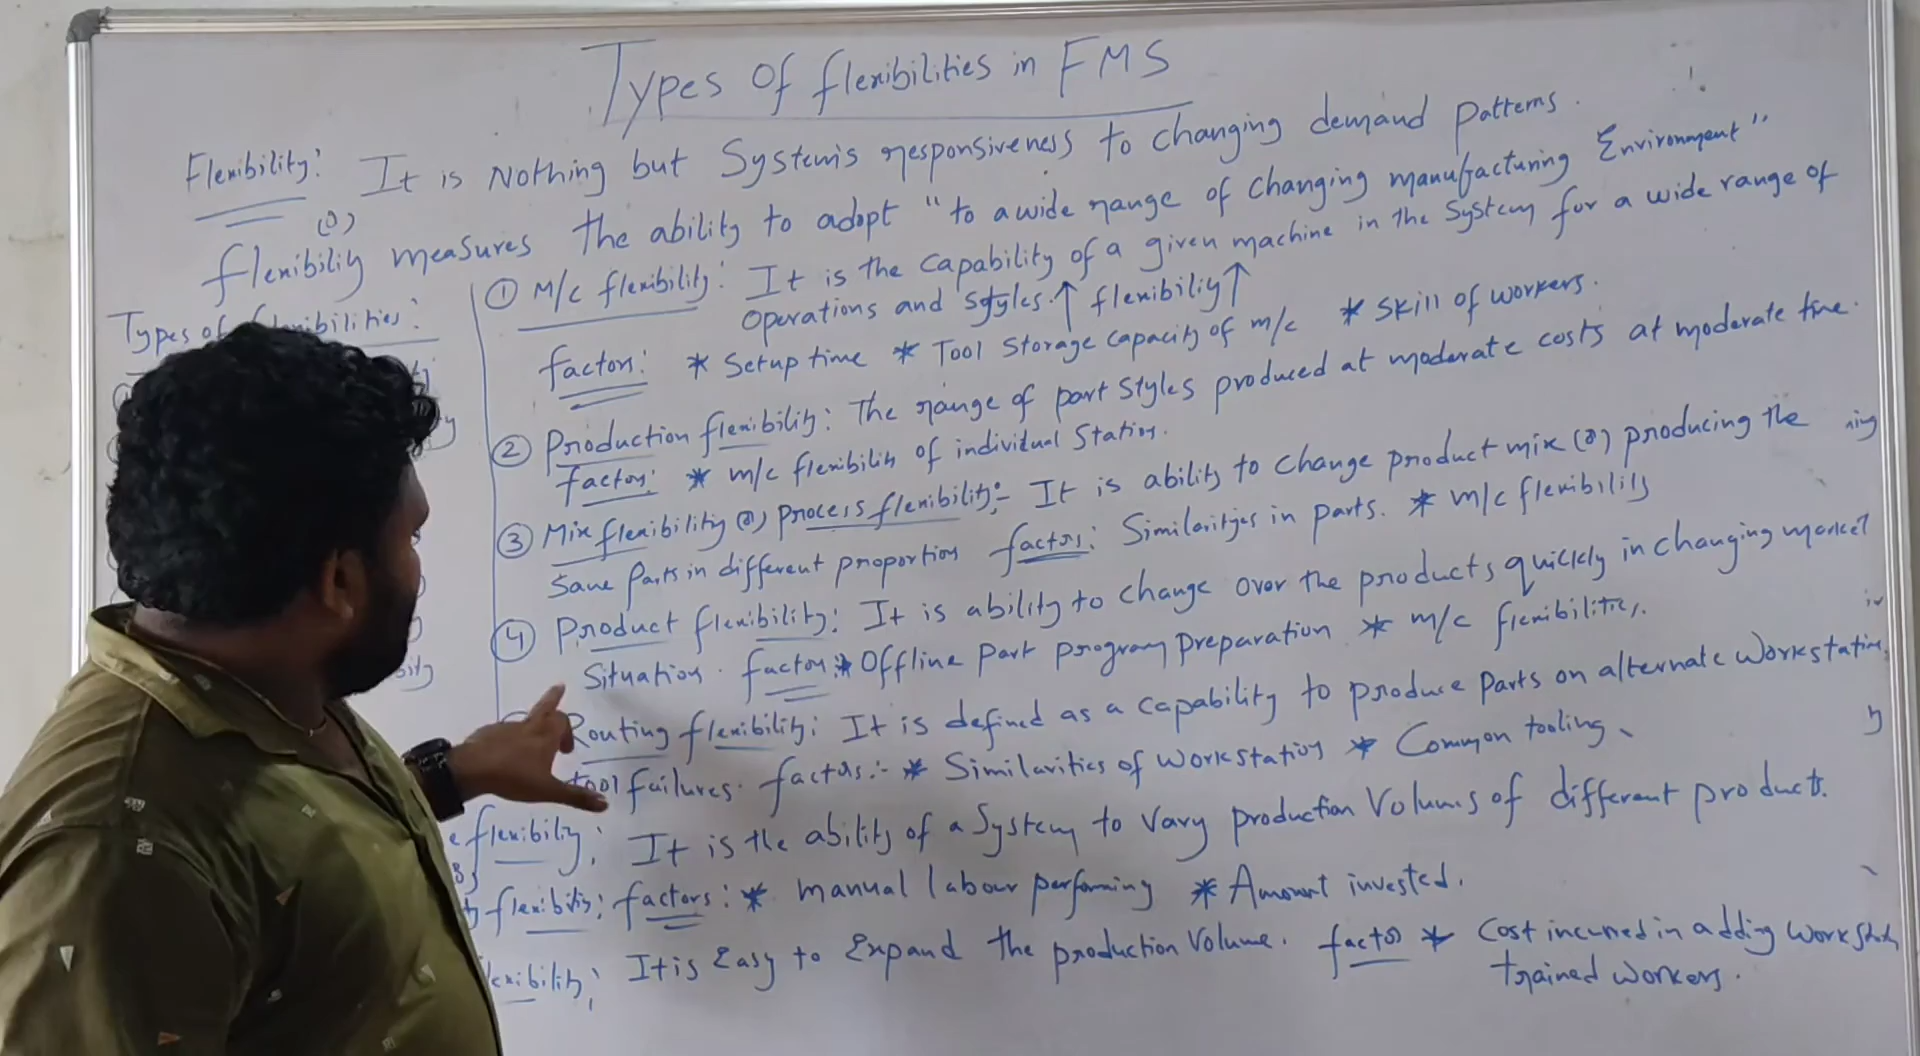 Types of flexibilities in FMS
Flexibility: It is Nothing but System's responsiveness to changing demand patterns.
(or)
flexibility measures the ability to adopt "to a wide range of changing manufacturing Environment"
Types of flexibilities:
① M/c flexibility: It is the capability of a given machine in the System for a wide range of
Operations and Styles. ↑ flexibility ↑
factors: * Setup time * Tool Storage capacity of m/c * Skill of workers.
② Production flexibility: The range of part Styles produced at moderate costs at moderate time.
factors: * m/c flexibility of individual Station.
③ Mix flexibility (or) process flexibility:- It is ability to change product mix (or) producing the
Same Parts in different proportion factors: Similarities in parts. * m/c flexibility
④ Product flexibility: It is ability to change over the products quickly in changing market
Situation. factors: * Offline part program preparation * m/c flexibilities.
Routing flexibility: It is defined as a capability to produce parts on alternate Workstation
tool failures. factors:- * Similarities of workstation * Common tooling
e flexibility: It is the ability of a System to vary production Volumes of different products.
flexibility: factors: * manual labour performing * Amount invested.
exibility: It is Easy to Expand the production Volume. factor * Cost incurred in adding
trained workers.